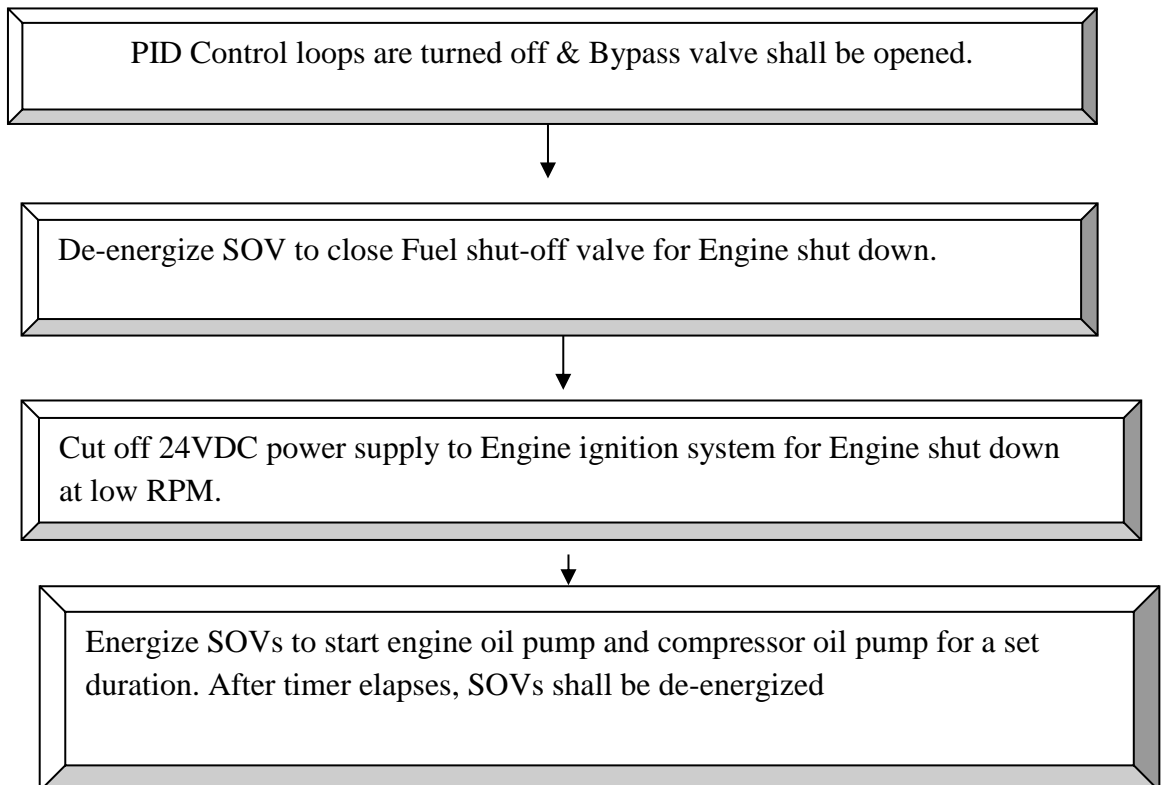 PID Control loops are turned off & Bypass valve shall be opened.
De-energize SOV to close Fuel shut-off valve for Engine shut down.
Cut off 24VDC power supply to Engine ignition system for Engine shut down
at low RPM.
Energize SOVs to start engine oil pump and compressor oil pump for a set
duration. After timer elapses, SOVs shall be de-energized